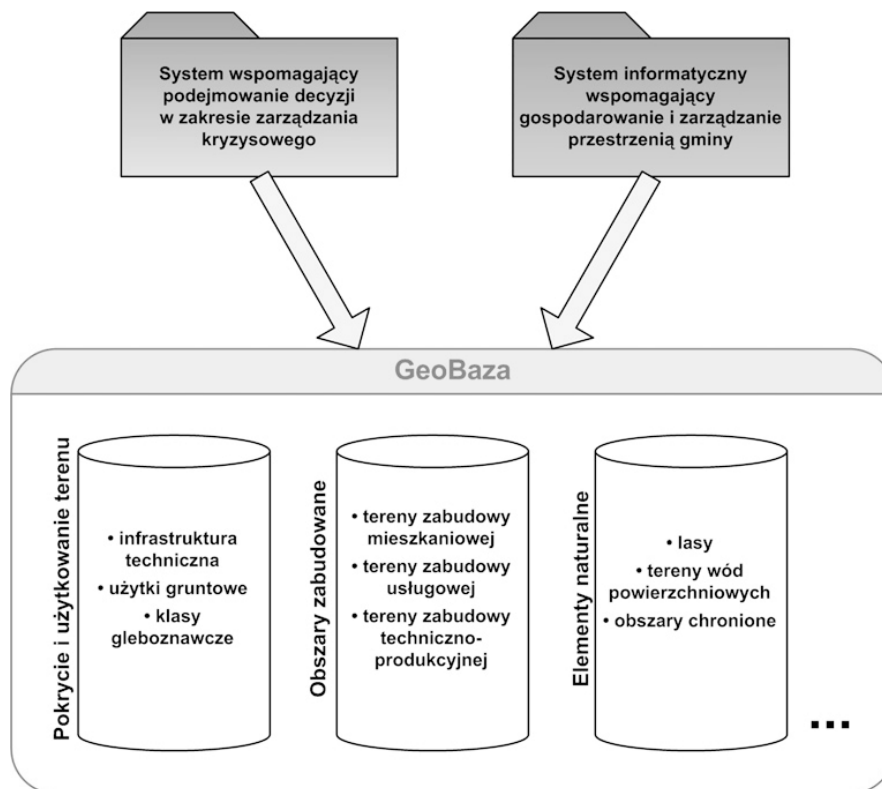 System wspomagający
podejmowanie decyzji
w zakresie zarządzania
kryzysowego
System informatyczny
wspomagający
gospodarowanie i zarządzanie
przestrzenią gminy
GeoBaza
Pokrycie i użytkowanie terenu
• infrastruktura
techniczna
• użytki gruntowe
• klasy
gleboznawcze
Obszary zabudowane
• tereny zabudowy
mieszkaniowej
• tereny zabudowy
usługowej
• tereny zabudowy
techniczno-
produkcyjnej
Elementy naturalne
• lasy
• tereny wód
powierzchniowych
• obszary chronione
...